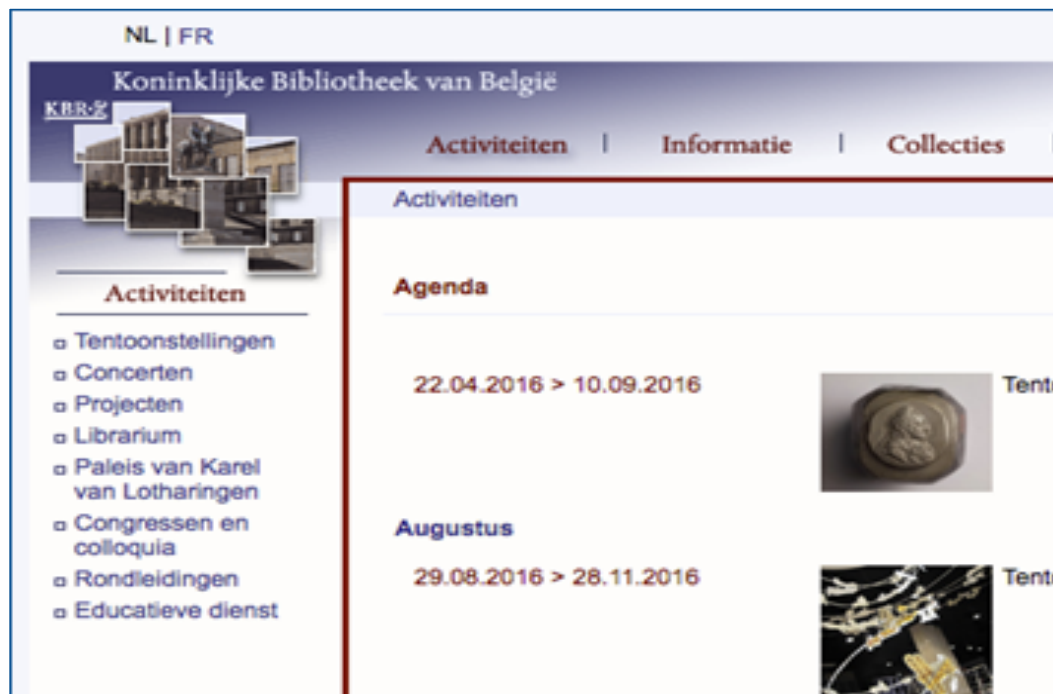 NL | FR
Koninklijke Bibliotheek van België
KBR
Activiteiten | Informatie | Collecties
Activiteiten
Activiteiten
Tentoonstellingen
Concerten
Projecten
Librarium
Paleis van Karel
van Lotharingen
Congressen en
colloquia
Rondleidingen
Educatieve dienst
Agenda
22.04.2016 > 10.09.2016
Augustus
29.08.2016 > 28.11.2016